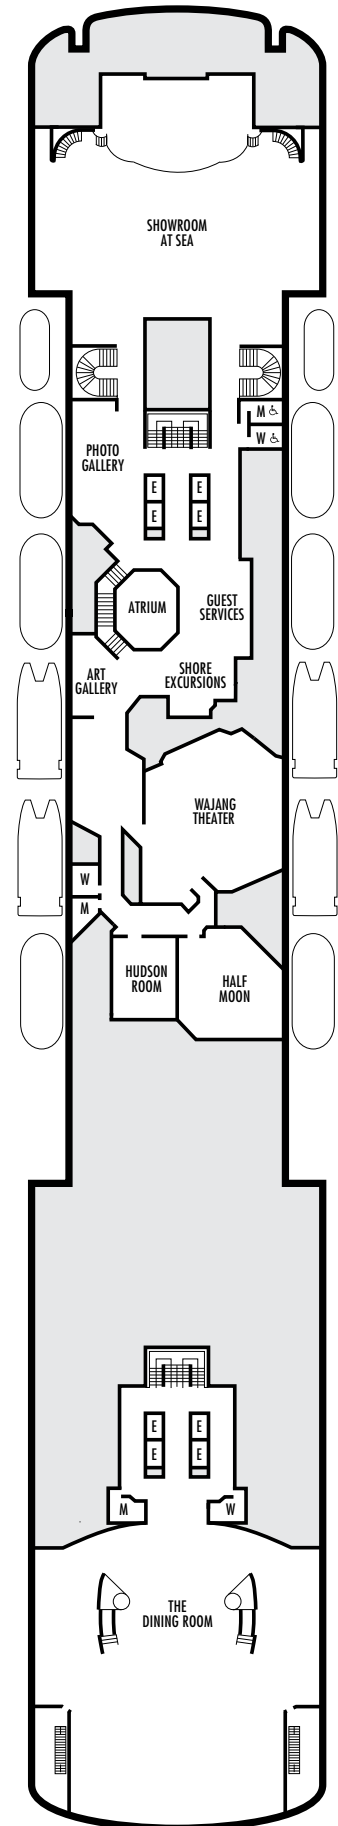 SHOWROOM
AT SEA
M
W
PHOTO
GALLERY
E
E
E
E
ATRIUM
GUEST
SERVICES
ART
GALLERY
SHORE
EXCURSIONS
WAJANG
THEATER
W
M
HUDSON
ROOM
HALF
MOON
E
E
E
E
M
W
THE
DINING ROOM